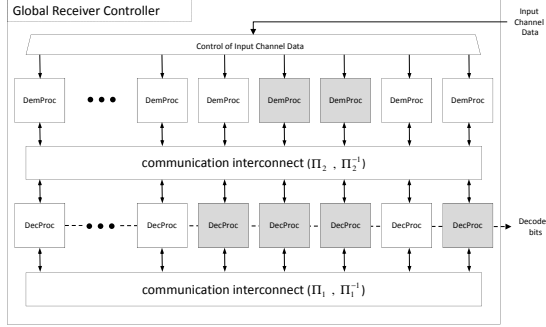 Global Receiver Controller
Input
Channel
Data
Control of Input Channel Data
DemProc ••• DemProc DemProc DemProc DemProc DemProc DemProc
communication interconnect (Π₂ , Π₂⁻¹)
DecProc ••• DecProc DecProc DecProc DecProc DecProc DecProc
Decode
bits
communication interconnect (Π₁ , Π₁⁻¹)